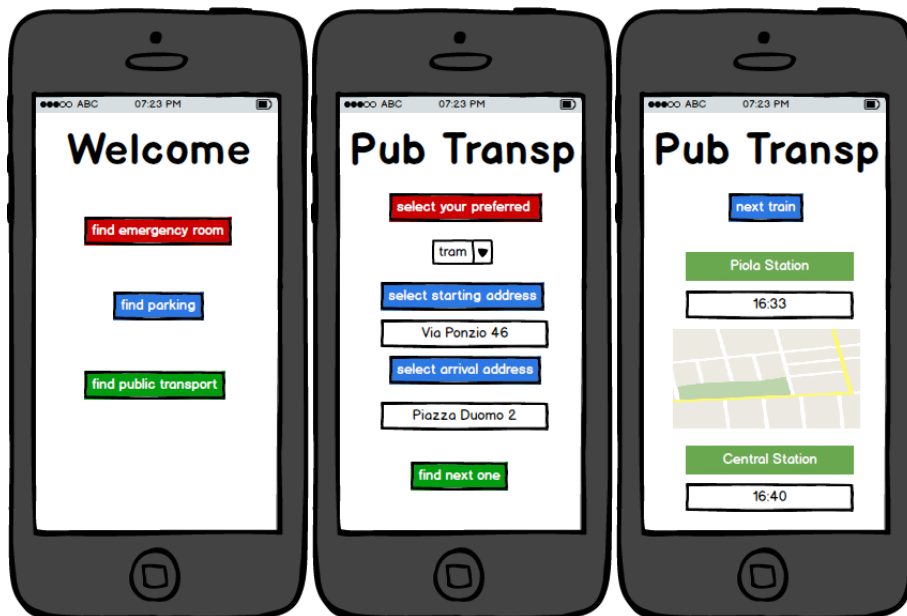 ABC 07:23 PM
Welcome
find emergency room
find parking
find public transport
ABC 07:23 PM
Pub Transp
select your preferred
tram
select starting address
Via Ponzio 46
select arrival address
Piazza Duomo 2
find next one
ABC 07:23 PM
Pub Transp
next train
Piola Station
16:33
Central Station
16:40